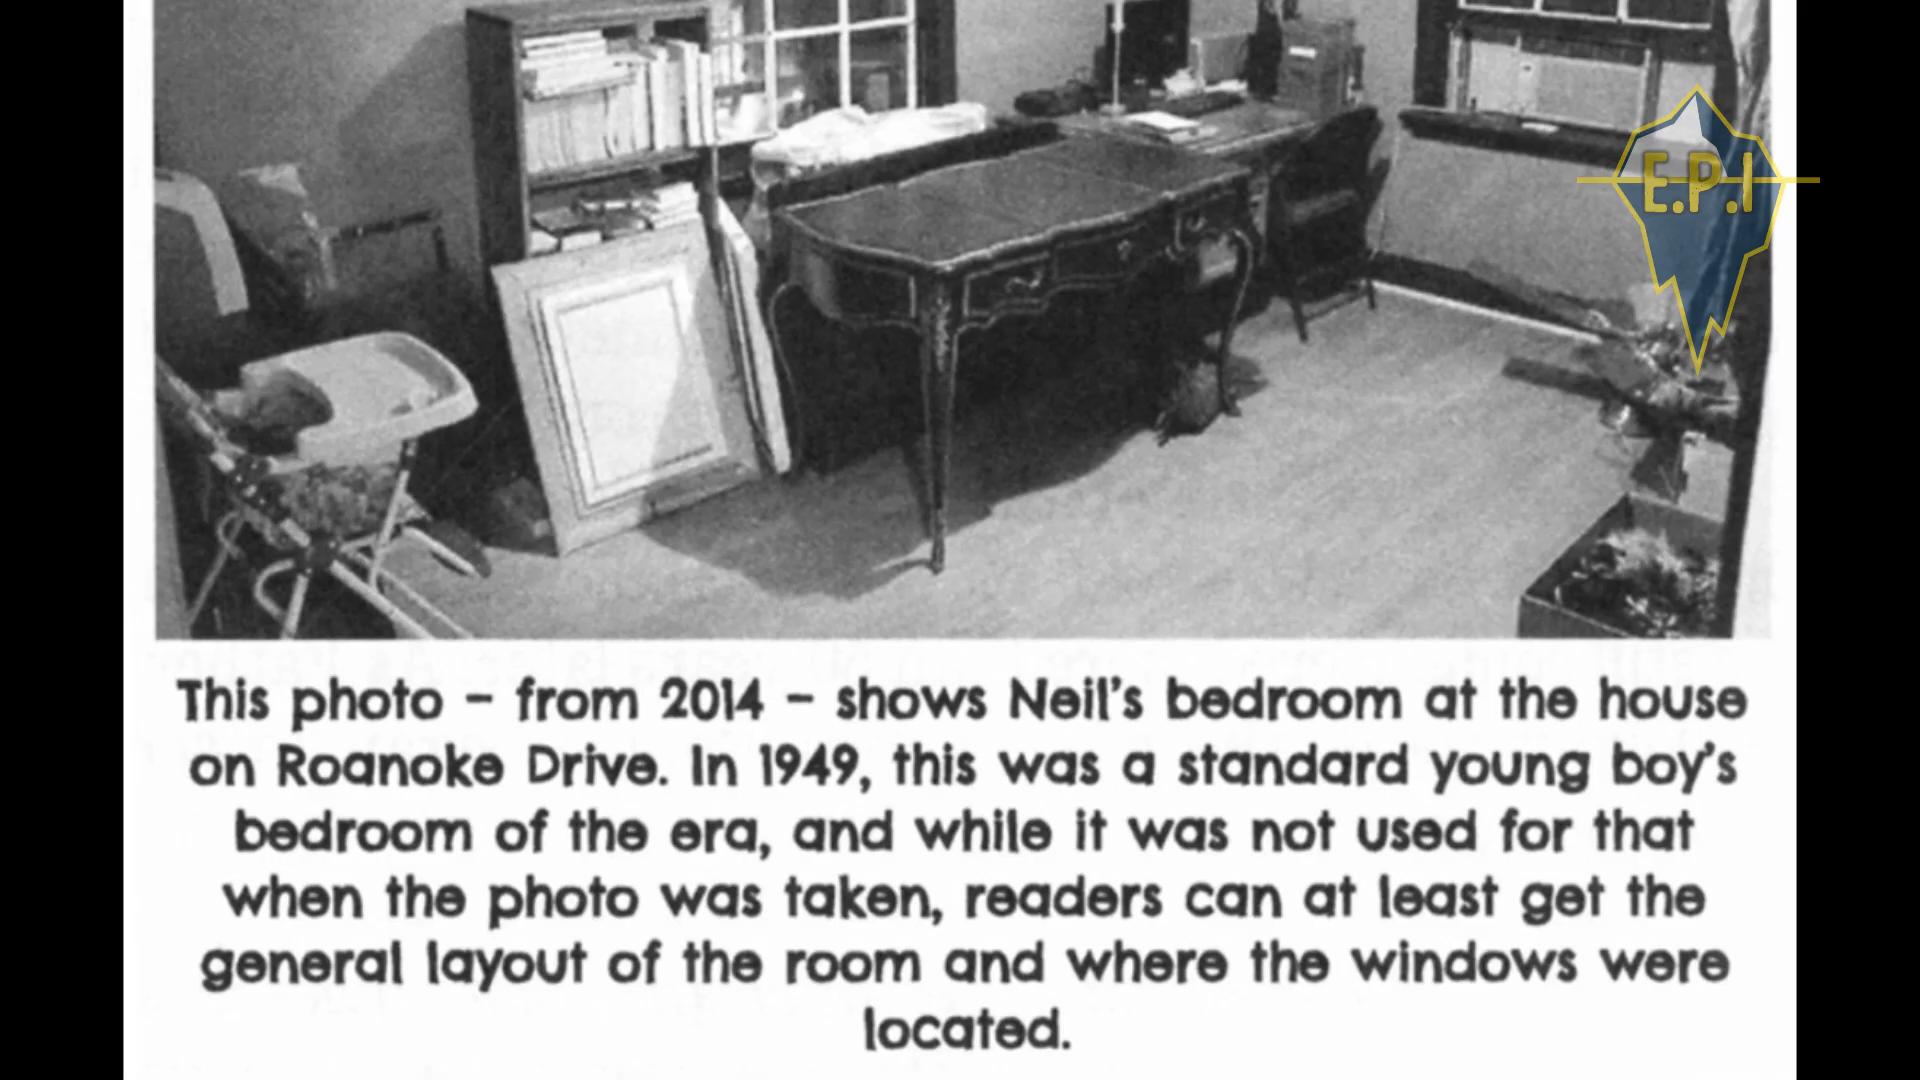 E.P.I
This photo – from 2014 – shows Neil's bedroom at the house
on Roanoke Drive. In 1949, this was a standard young boy's
bedroom of the era, and while it was not used for that
when the photo was taken, readers can at least get the
general layout of the room and where the windows were
located.